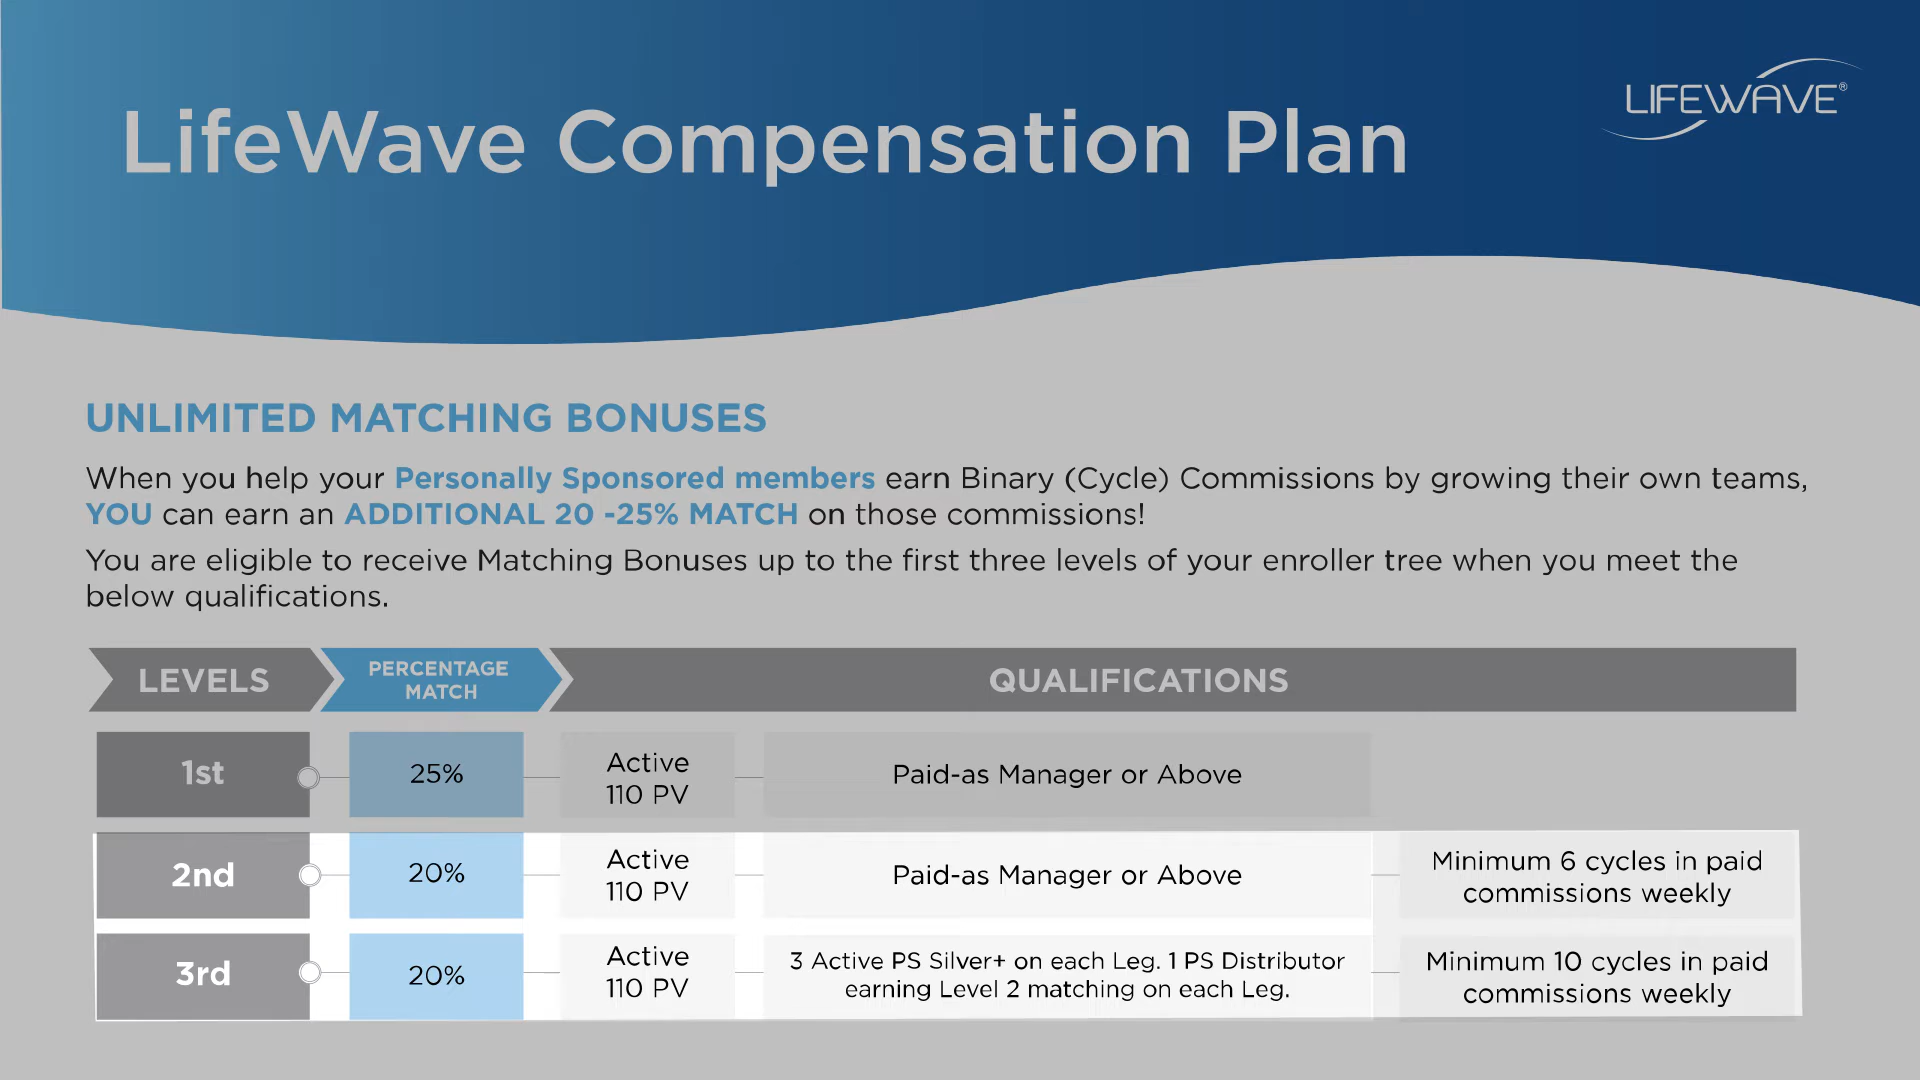 LifeWave Compensation Plan
LIFEWAVE®
UNLIMITED MATCHING BONUSES
When you help your Personally Sponsored members earn Binary (Cycle) Commissions by growing their own teams,
YOU can earn an ADDITIONAL 20 -25% MATCH on those commissions!
You are eligible to receive Matching Bonuses up to the first three levels of your enroller tree when you meet the
below qualifications.
LEVELS
PERCENTAGE
MATCH
QUALIFICATIONS
1st
25%
Active
110 PV
Paid-as Manager or Above
2nd
20%
Active
110 PV
Paid-as Manager or Above
Minimum 6 cycles in paid
commissions weekly
3rd
20%
Active
110 PV
3 Active PS Silver+ on each Leg. 1 PS Distributor
earning Level 2 matching on each Leg.
Minimum 10 cycles in paid
commissions weekly